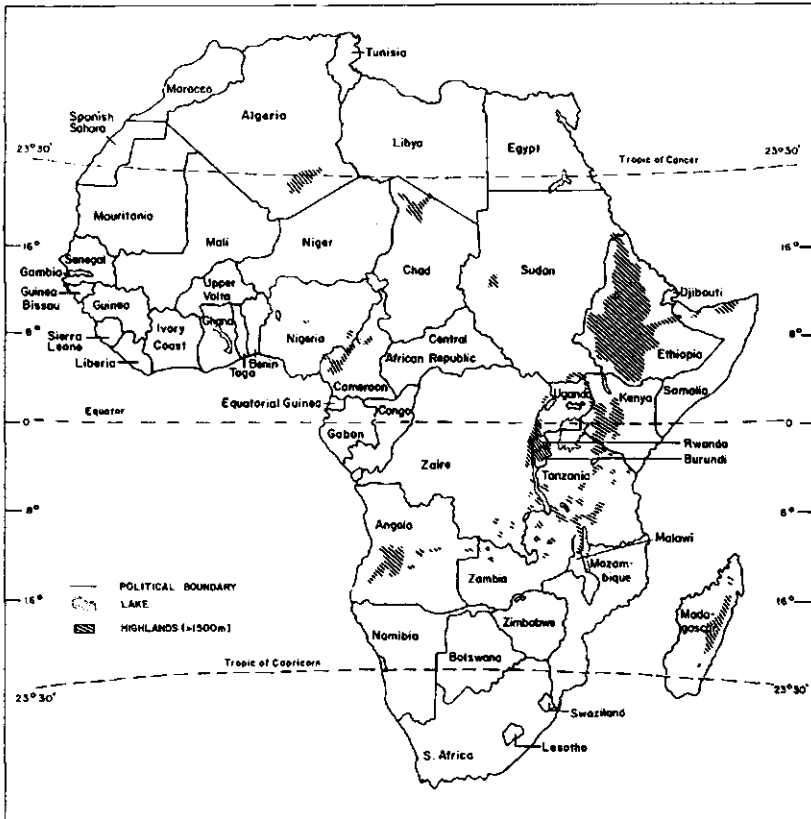 Tunisia
Morocco
Algeria
Spanish
Sahara
Libya
Egypt
23°30'
23°30'
Tropic of Cancer
Mauritania
Mali
Niger
Chad
Sudan
16°
16°
Senegal
Gambia
Guinea
Bissau
Guinea
Upper
Volta
Djibouti
Ghana
Ivory
Coast
Nigeria
8°
8°
Sierra
Leone
Liberia
Togo
Benin
Central
African Republic
Ethiopia
Cameroon
Equatorial Guinea
Congo
Uganda
Kenya
Somalia
Equator
0°
0°
Gabon
Rwanda
Burundi
Zaire
Tanzania
8°
8°
Angola
Malawi
Mozam-
bique
Zambia
POLITICAL BOUNDARY
LAKE
HIGHLANDS (>1500m)
16°
16°
Mada-
gascar
Zimbabwe
Namibia
Botswana
Tropic of Capricorn
23°30'
23°30'
Swaziland
Lesotho
S. Africa